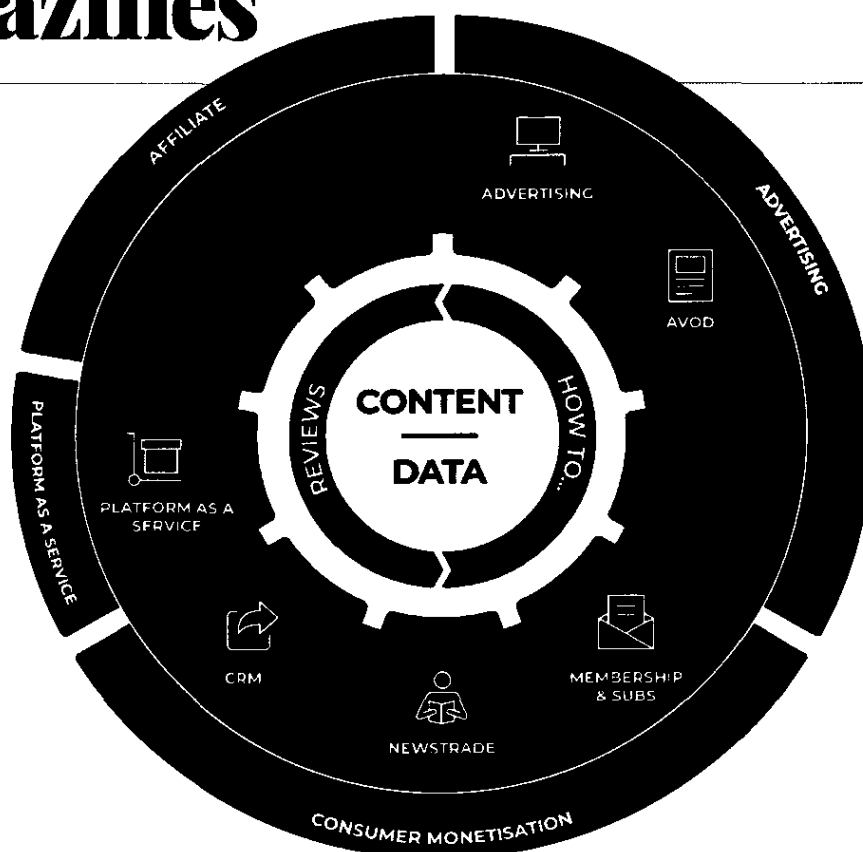 AFFILIATE
ADVERTISING
ADVERTISING
AVOD
REVIEWS
CONTENT
DATA
HOW TO...
PLATFORM AS A SERVICE
PLATFORM AS A
SERVICE
CRM
NEWSTRADE
MEMBERSHIP
& SUBS
CONSUMER MONETISATION